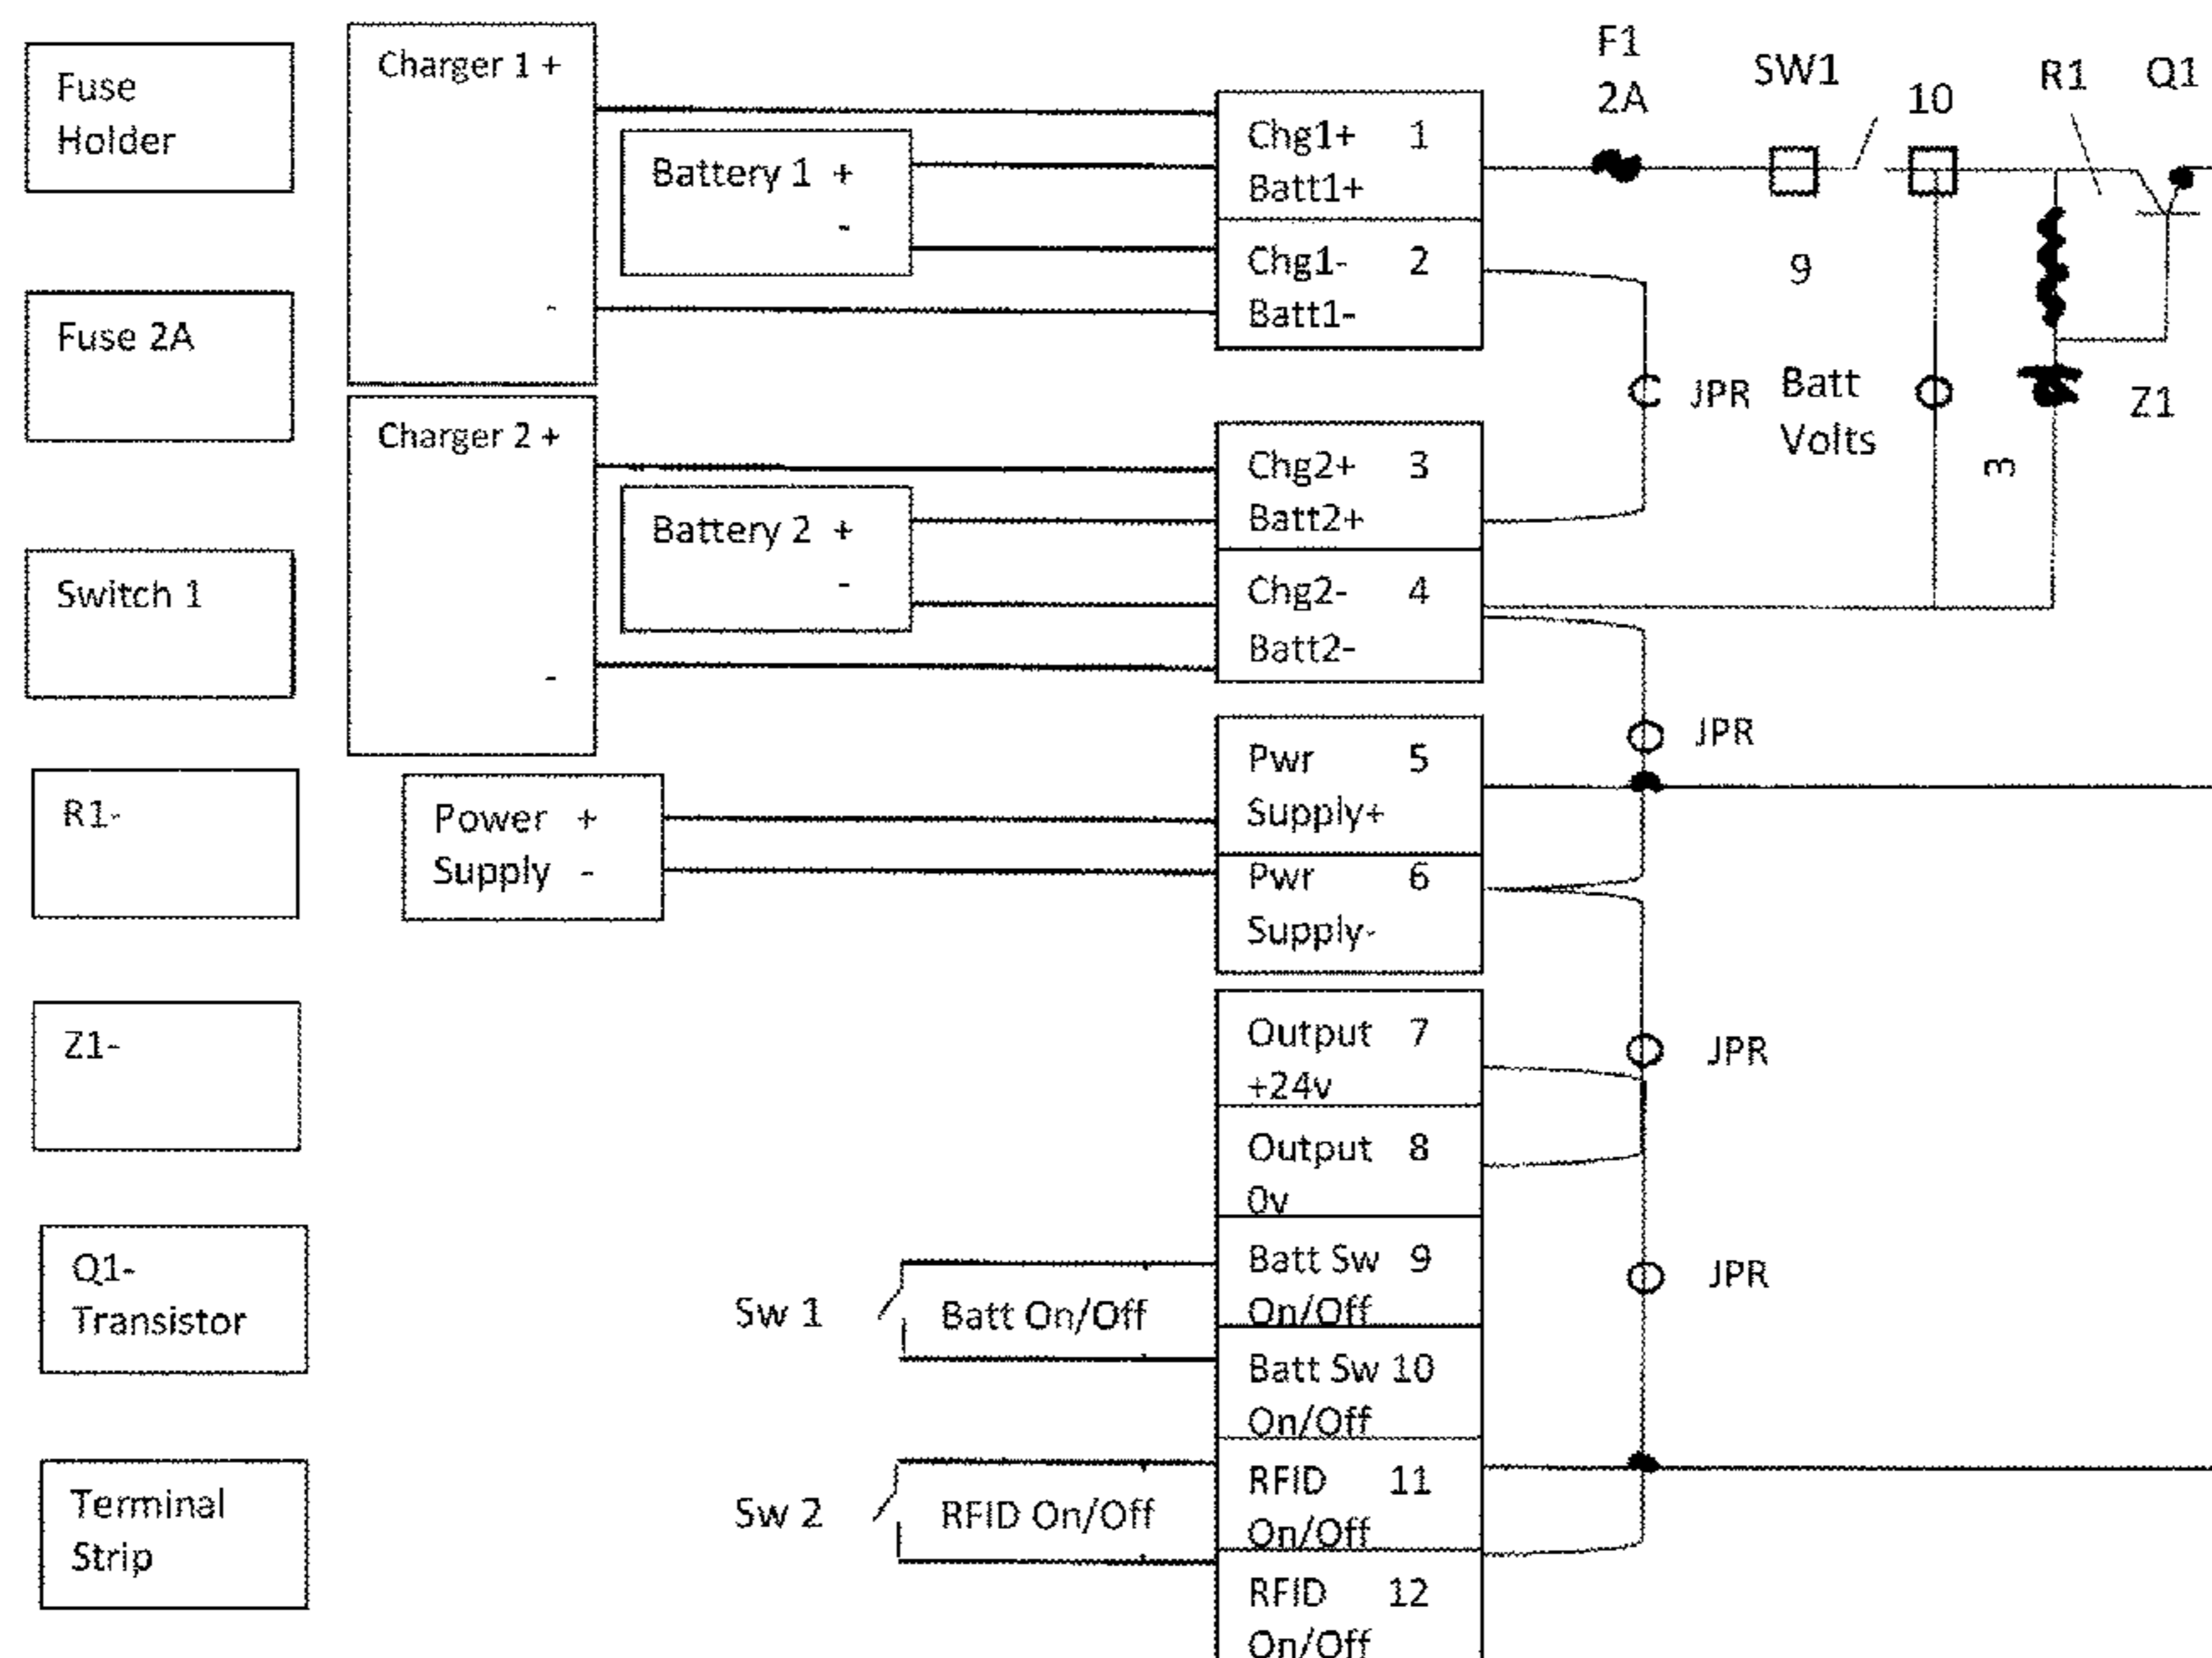 Fuse
Holder
Fuse 2A
Switch 1
R1-
Z1-
Q1-
Transistor
Terminal
Strip
Charger 1 +
-
Battery 1 +
-
Charger 2 +
-
Battery 2 +
-
Power +
Supply -
Sw 1
Batt On/Off
Sw 2
RFID On/Off
Chg1+ 1
Batt1+
Chg1- 2
Batt1-
Chg2+ 3
Batt2+
Chg2- 4
Batt2-
Pwr 5
Supply+
Pwr 6
Supply-
Output 7
+24v
Output 8
0v
Batt Sw 9
On/Off
Batt Sw 10
On/Off
RFID 11
On/Off
RFID 12
On/Off
F1
2A
SW1
10
R1
Q1
9
JPR
Batt
Volts
3
Z1
JPR
JPR
JPR